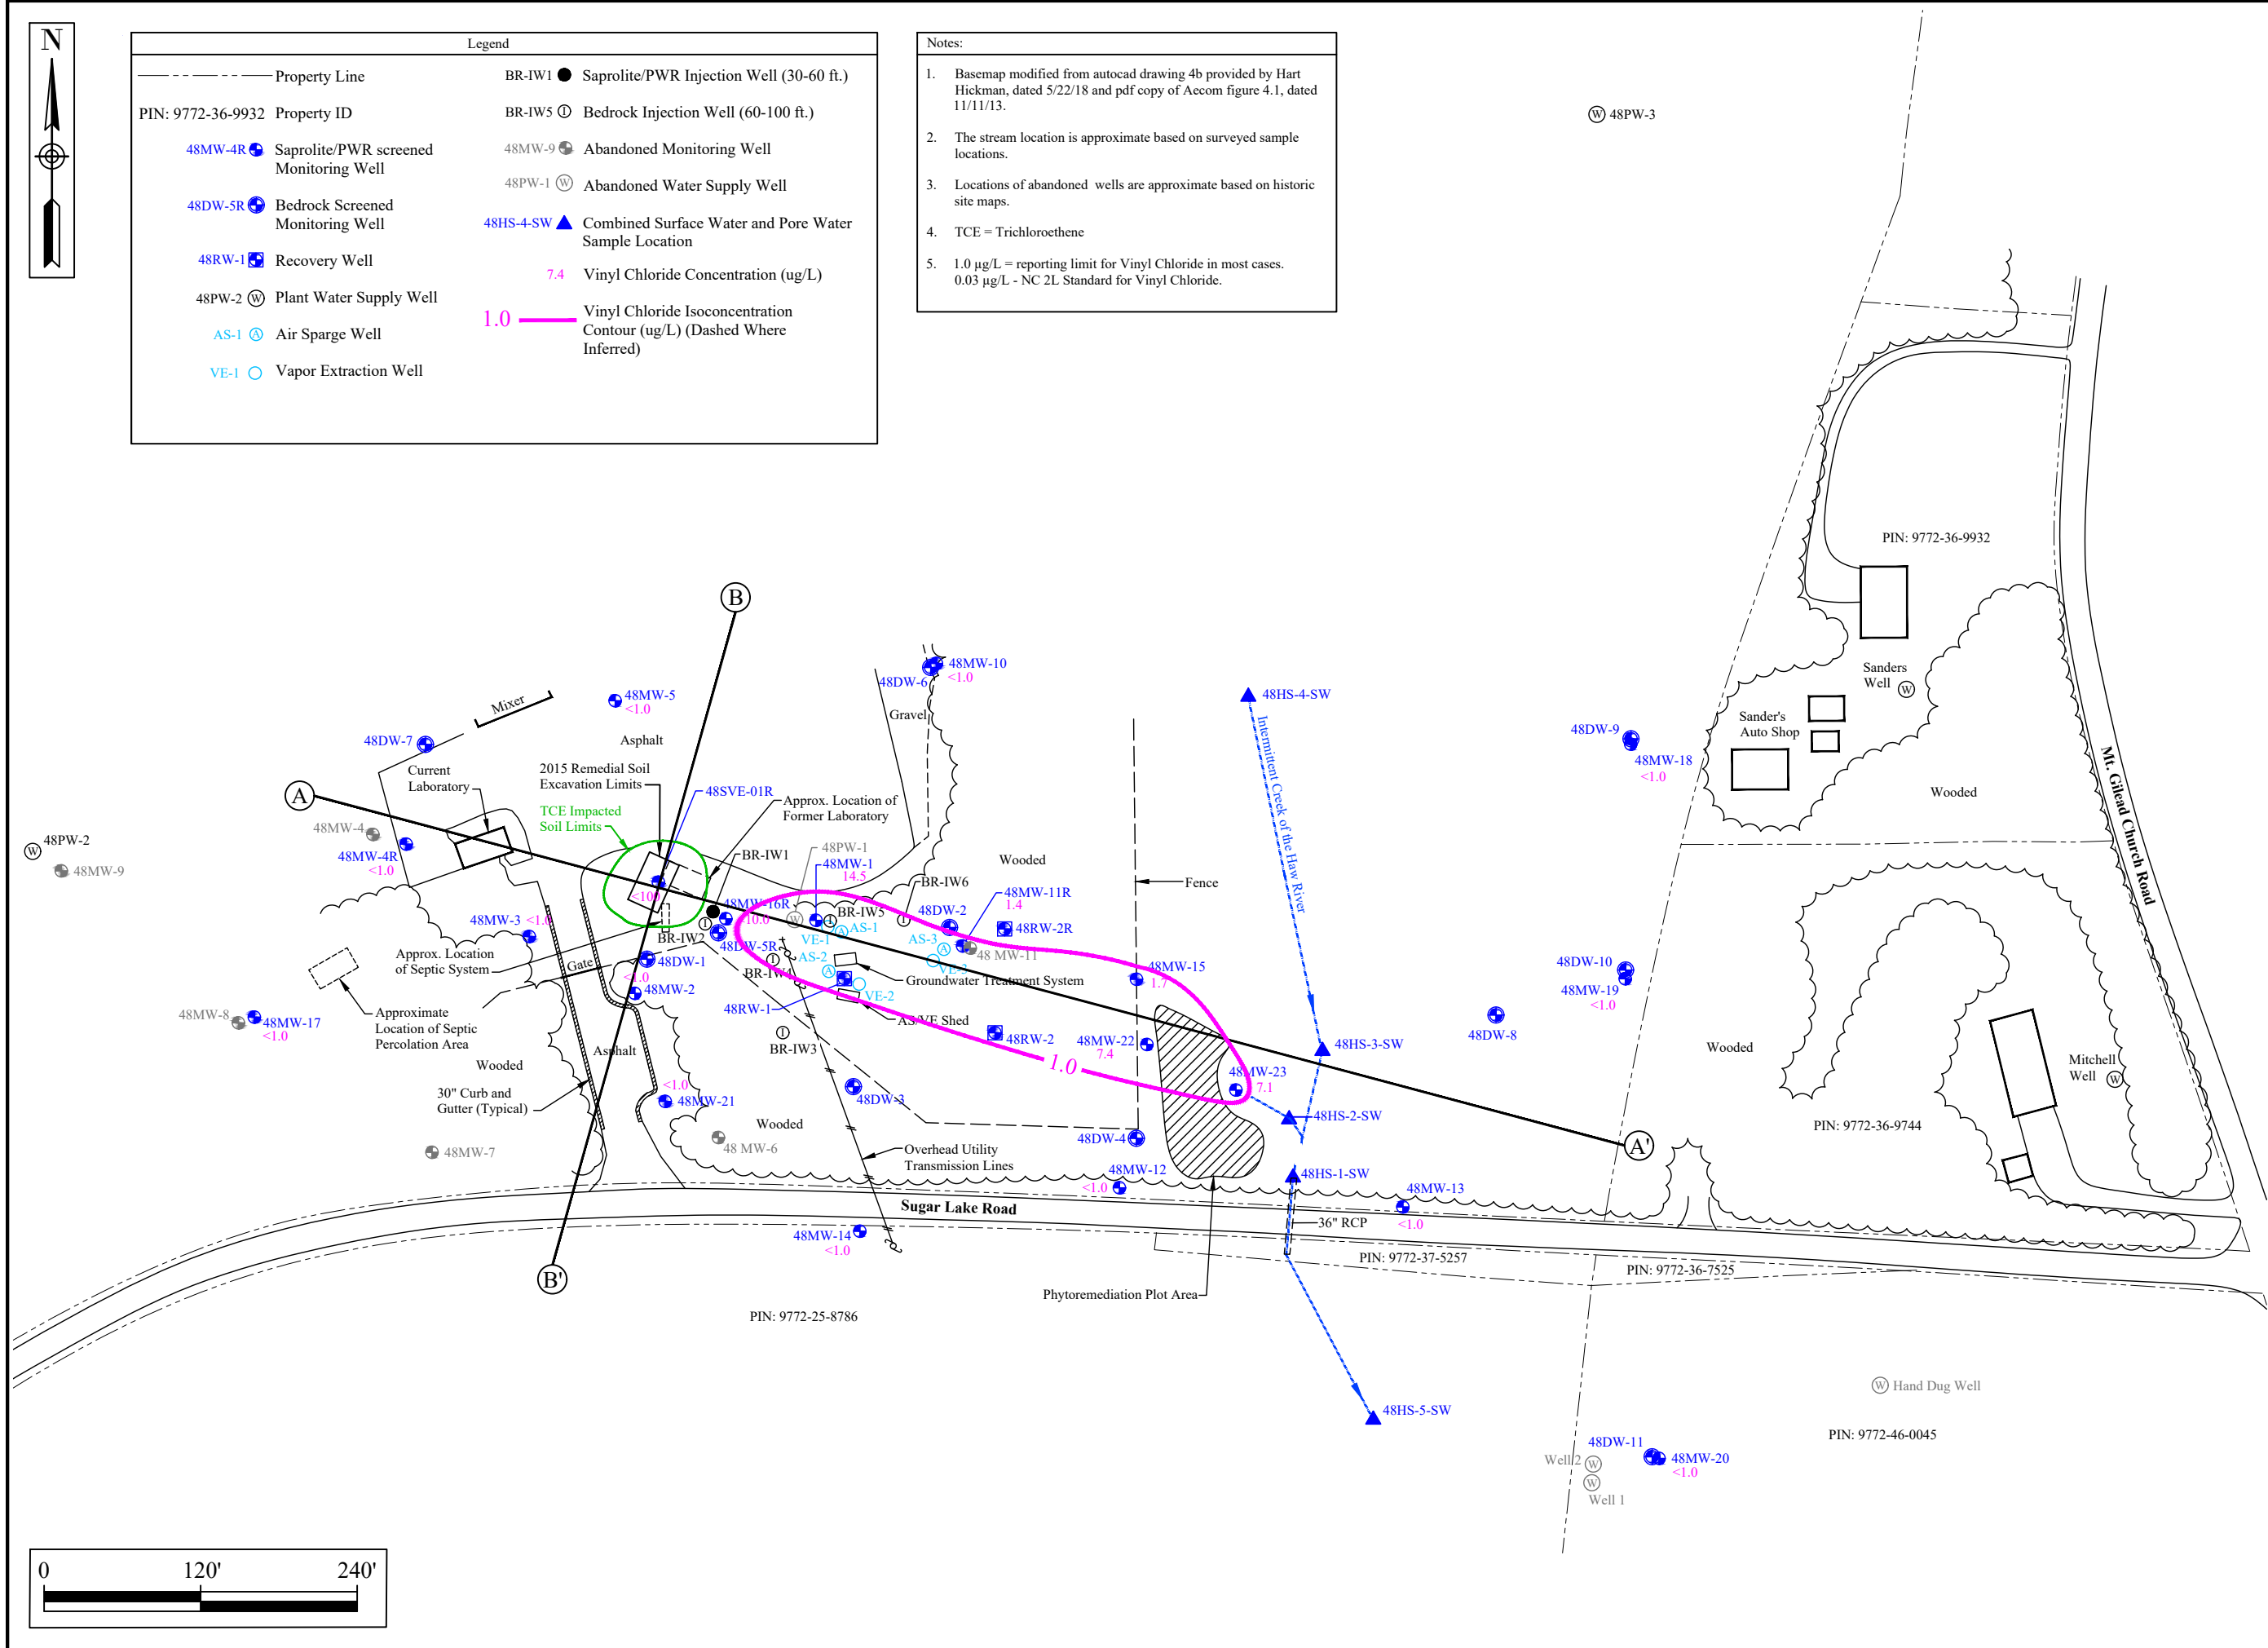 N
Legend
Property Line
PIN: 9772-36-9932 Property ID
48MW-4R Saprolite/PWR screened
Monitoring Well
48DW-5R Bedrock Screened
Monitoring Well
48RW-1 Recovery Well
48PW-2 W Plant Water Supply Well
AS-1 A Air Sparge Well
VE-1 Vapor Extraction Well
BR-IW1 Saprolite/PWR Injection Well (30-60 ft.)
BR-IW5 I Bedrock Injection Well (60-100 ft.)
48MW-9 Abandoned Monitoring Well
48PW-1 W Abandoned Water Supply Well
48HS-4-SW Combined Surface Water and Pore Water
Sample Location
7.4 Vinyl Chloride Concentration (ug/L)
1.0 Vinyl Chloride Isoconcentration
Contour (ug/L) (Dashed Where
Inferred)
Notes:
1. Basemap modified from autocad drawing 4b provided by Hart
Hickman, dated 5/22/18 and pdf copy of Aecom figure 4.1, dated
11/11/13.
2. The stream location is approximate based on surveyed sample
locations.
3. Locations of abandoned wells are approximate based on historic
site maps.
4. TCE = Trichloroethene
5. 1.0 µg/L = reporting limit for Vinyl Chloride in most cases.
0.03 µg/L - NC 2L Standard for Vinyl Chloride.
W 48PW-3
PIN: 9772-36-9932
Sanders
Well W
Sander's
Auto Shop
Wooded
Mt. Gilead Church Road
B
48MW-10
<1.0
48DW-6
Gravel
48MW-5
<1.0
Mixer
Asphalt
48DW-7
Current
Laboratory
2015 Remedial Soil
Excavation Limits
TCE Impacted
Soil Limits
48SVE-01R
Approx. Location of
Former Laboratory
48HS-4-SW
Intermittent Creek of the Haw River
48DW-9
48MW-18
<1.0
A
48MW-4
48MW-4R
<1.0
48PW-2
W
48MW-9
BR-IW1
48PW-1
W
48MW-1
14.5
BR-IW6
I
Wooded
Fence
<100
48MW-16R
<10.0
BR-IW5
I
AS-1
A
VE-1
48DW-2
48MW-11R
1.4
48RW-2R
48MW-3 <1.0
BR-IW2
I
48DW-5R
AS-3
A
VE-3
48 MW-11
Approx. Location
of Septic System
Gate
48DW-1
<1.0
48MW-2
BR-IW4
I
AS-2
A
VE-2
Groundwater Treatment System
48RW-1
AS/VE Shed
48RW-2
48MW-15
1.7
48MW-22
7.4
48DW-10
48MW-19
<1.0
48DW-8
48HS-3-SW
48MW-8
48MW-17
<1.0
Approximate
Location of Septic
Percolation Area
Wooded
Asphalt
I
BR-IW3
1.0
48MW-23
7.1
48HS-2-SW
Wooded
Mitchell
Well W
30" Curb and
Gutter (Typical)
<1.0
48MW-21
48DW-3
Wooded
48 MW-6
48MW-7
Overhead Utility
Transmission Lines
48DW-4
48MW-12
<1.0
48HS-1-SW
48MW-13
<1.0
A'
PIN: 9772-36-9744
Sugar Lake Road
48MW-14
<1.0
36" RCP
PIN: 9772-37-5257
PIN: 9772-36-7525
B'
Phytoremediation Plot Area
PIN: 9772-25-8786
W Hand Dug Well
48HS-5-SW
PIN: 9772-46-0045
48DW-11
48MW-20
<1.0
Well 2 W
W
Well 1
0 120' 240'